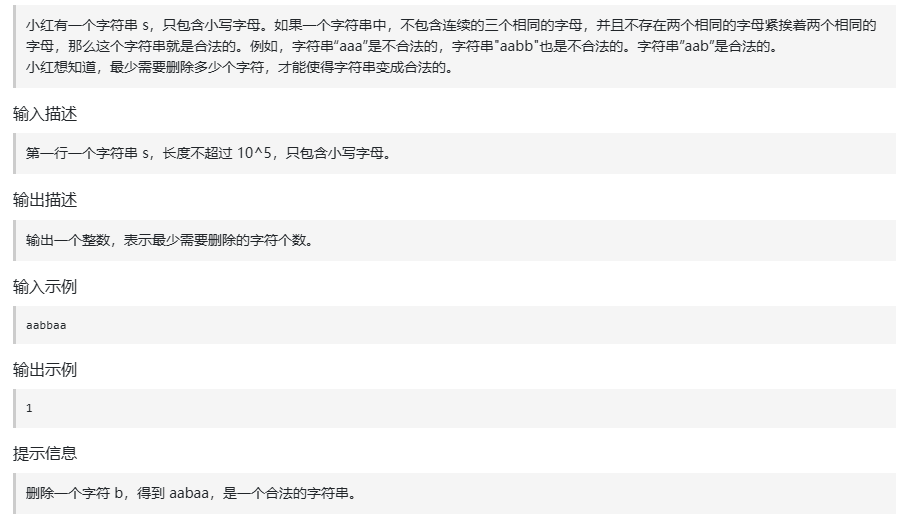 小红有一个字符串 s，只包含小写字母。如果一个字符串中，不包含连续的三个相同的字母，并且不存在两个相同的字母紧挨着两个相同的
字母，那么这个字符串就是合法的。例如，字符串“aaa”是不合法的，字符串"aabb"也是不合法的。字符串”aab”是合法的。
小红想知道，最少需要删除多少个字符，才能使得字符串变成合法的。
输入描述
第一行一个字符串 s，长度不超过 10^5，只包含小写字母。
输出描述
输出一个整数，表示最少需要删除的字符个数。
输入示例
aabbaa
输出示例
1
提示信息
删除一个字符 b，得到 aabaa，是一个合法的字符串。